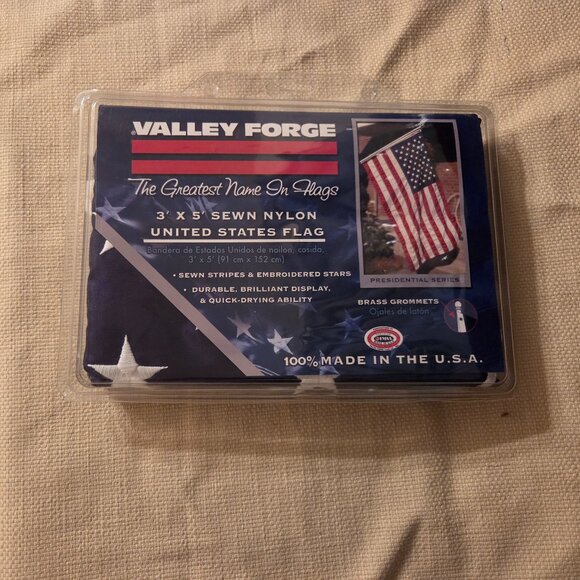 VALLEY FORGE
The Greatest Name In Flags
3' X 5' SEWN NYLON
UNITED STATES FLAG
Bandera de Estados Unidos de nailon, cosida,
3' x 5' (91 cm x 152 cm)
• SEWN STRIPES & EMBROIDERED STARS
• DURABLE, BRILLIANT DISPLAY,
& QUICK-DRYING ABILITY
PRESIDENTIAL SERIES
BRASS GROMMETS
Ojales de latón
100% MADE IN THE U.S.A.